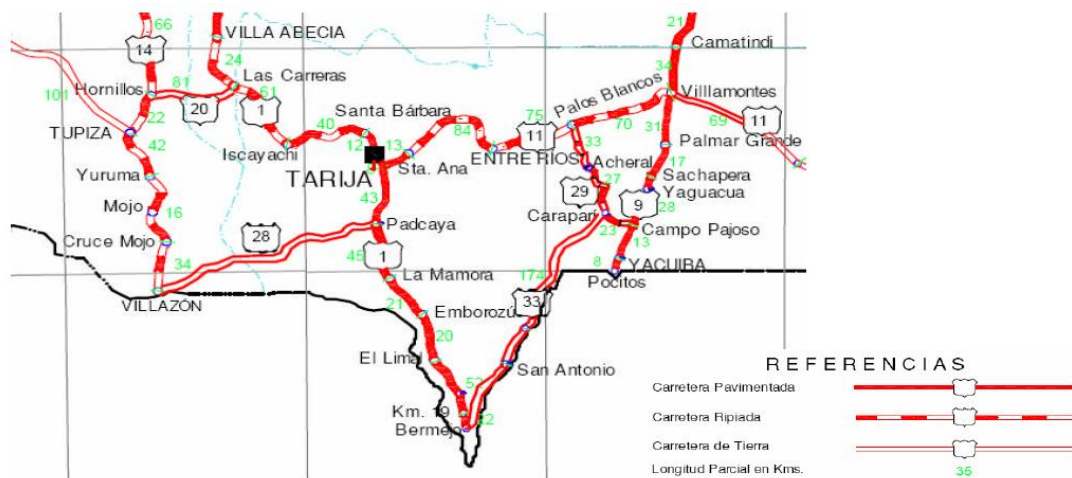 66
21
VILLA ABECIA
Camatindi
14
24
34
Las Carreras
Hornillos
81
61
101
20
1
Santa Bárbara
Palos Blancos
Villlamontes
22
40
75
70
11
TUPIZA
12
13
84
11
31
69
42
Iscayachi
ENTRE RIOS
33
Palmar Grande
TARIJA
Sta. Ana
Acheral
17
Yuruma
27
Sachapera
43
29
Yaguacua
Mojo
16
Caraparí
9
28
28
Padcaya
23
Campo Pajoso
Cruce Mojo
45
1
13
34
La Mamora
174
8
YACUIBA
VILLAZÓN
33
Pocitos
21
Emborozú
20
El Limal
San Antonio
Km. 19
Bermejo
REFERENCIAS
Carretera Pavimentada
Carretera Ripiada
Carretera de Tierra
Longitud Parcial en Kms.
35